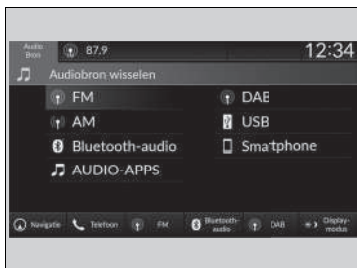 Audio Bron
87.9
12:34
Audiobron wisselen
FM
DAB
AM
USB
Bluetooth-audio
Smatphone
AUDIO-APPS
Navigatie Telefoon FM Bluetooth-audio DAB Display-modus